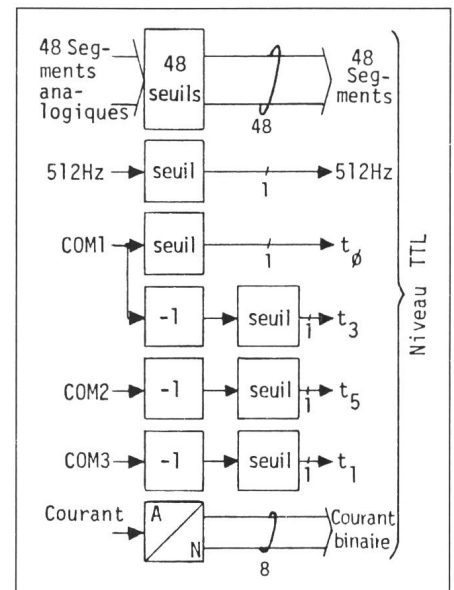 48 Seg-
ments
ana-
logiques
48
seuils
48
48
Seg-
ments
512Hz
seuil
1
512Hz
COM1
seuil
1
tø
-1
seuil
1
t3
COM2
-1
seuil
1
t5
COM3
-1
seuil
1
t1
Courant
A
N
8
Courant
binaire
Niveau TTL